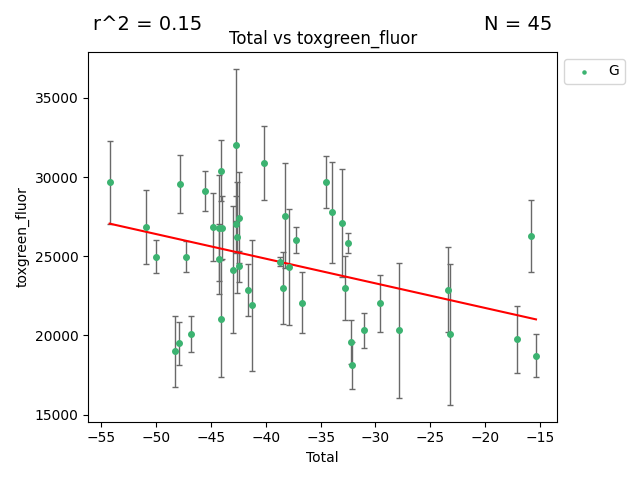 r^2 = 0.15
N = 45
Total vs toxgreen_fluor
G
toxgreen_fluor
35000
30000
25000
20000
15000
−55 −50 −45 −40 −35 −30 −25 −20 −15
Total